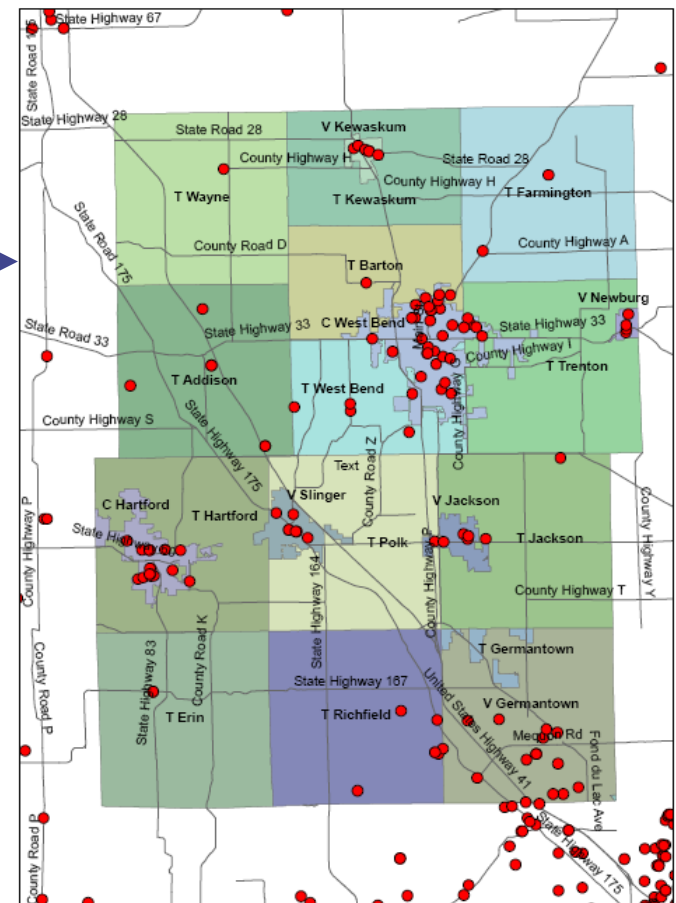 State Highway 67
State Road 175
State Highway 28
State Road 28
V Kewaskum
County Highway H
State Road 28
County Highway H
T Wayne
T Kewaskum
T Farmington
State Road 175
County Road D
County Highway A
T Barton
V Newburg
State Road 33
State Highway 33
C West Bend
Main St
State Highway 33
County Highway I
T Addison
T West Bend
County Highway G
T Trenton
County Highway S
State Highway 175
County Road Z
Text
C Hartford
V Slinger
V Jackson
County Highway P
T Hartford
State Highway
T Polk
County Highway P
T Jackson
County Highway Y
State Highway 164
County Highway T
County Road P
State Highway 83
County Road K
T Germantown
State Highway 167
United States Highway 41
T Erin
T Richfield
V Germantown
Mequon Rd
Fond du Lac Ave
State Highway 175
County Road P